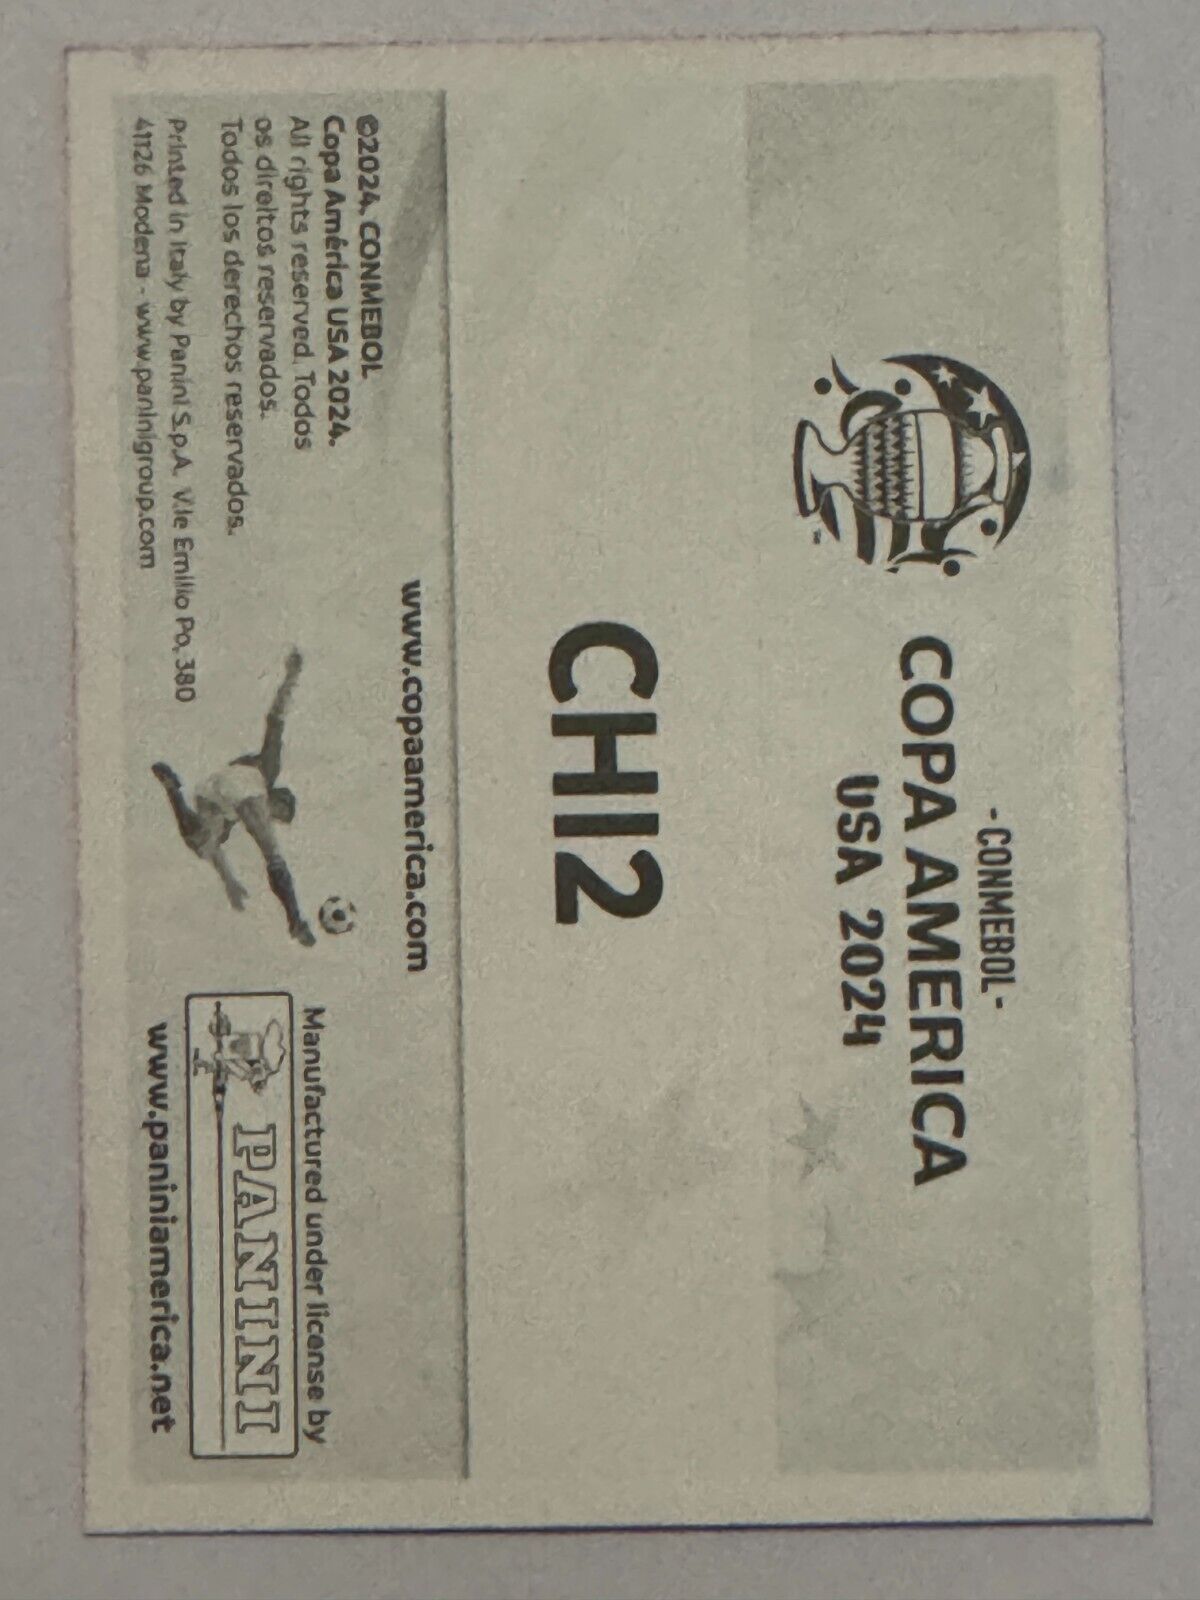 -CONMEBOL-
COPA AMERICA
USA 2024
CHI2
www.copaamerica.com
©2024. CONMEBOL
Copa América USA 2024.
All rights reserved. Todos
os direitos reservados.
Todos los derechos reservados.
Printed in Italy by Panini S.p.A. V.le Emilio Po, 380
41126 Modena - www.paninigroup.com
Manufactured under license by
PANINI
www.paniniamerica.net